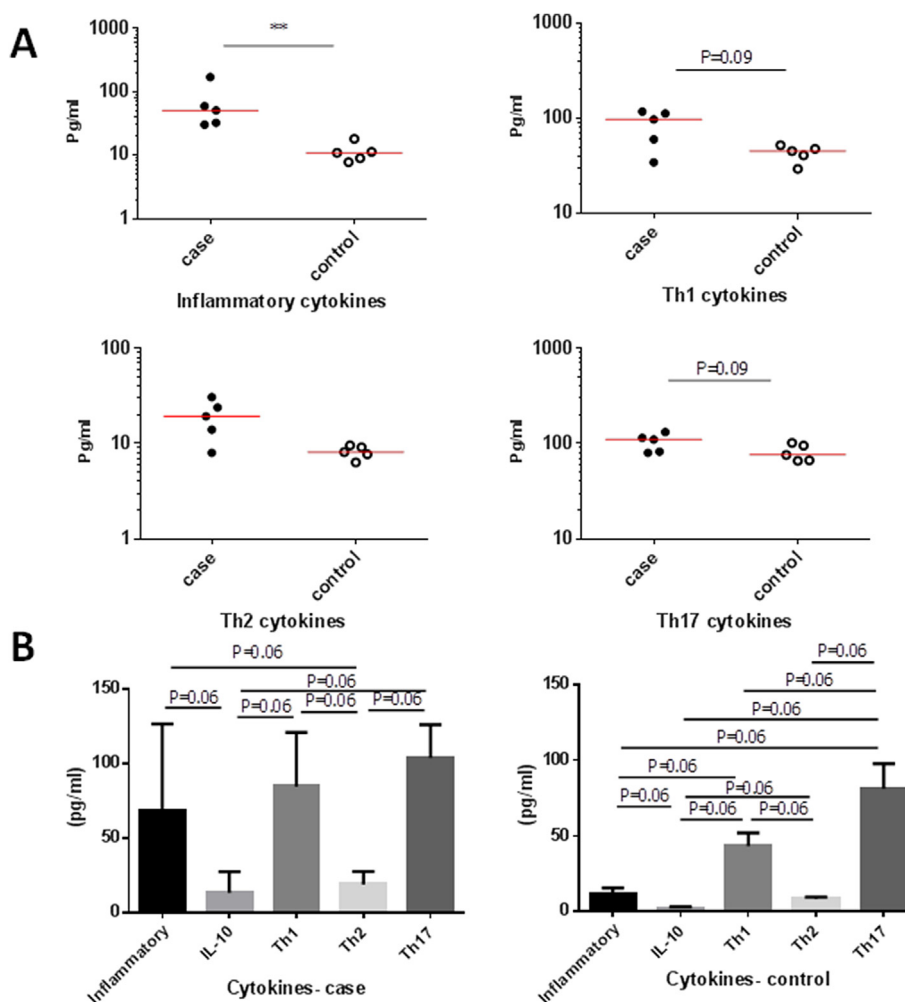 A
1000
100
10
1
Pg/ml
**
case
control
Inflammatory cytokines
1000
100
10
Pg/ml
P=0.09
case
control
Th1 cytokines
100
10
1
Pg/ml
case
control
Th2 cytokines
1000
100
10
Pg/ml
P=0.09
case
control
Th17 cytokines
B
P=0.06
P=0.06
P=0.06 P=0.06 P=0.06 P=0.06
150
100
50
0
(pg/ml)
Inflammatory
IL-10
Th1
Th2
Th17
Cytokines- case
P=0.06
P=0.06
P=0.06
P=0.06
P=0.06
P=0.06
P=0.06 P=0.06 P=0.06
150
100
50
0
(pg/ml)
Inflammatory
IL-10
Th1
Th2
Th17
Cytokines- control